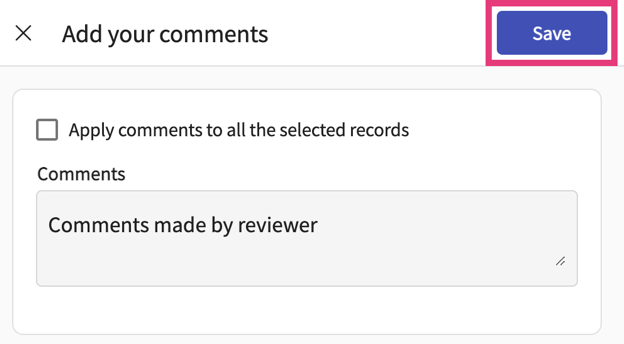 Add your comments
Save
Apply comments to all the selected records
Comments
Comments made by reviewer